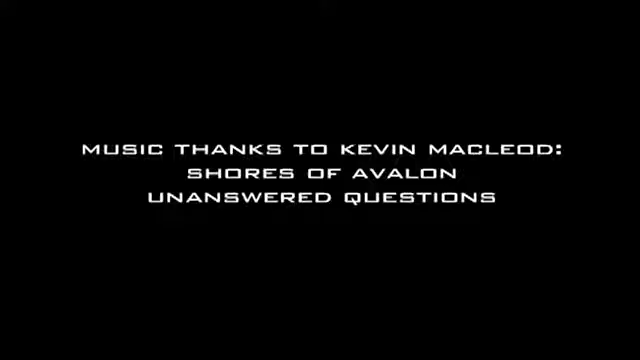 MUSIC THANKS TO KEVIN MACLEOD:
SHORES OF AVALON
UNANSWERED QUESTIONS